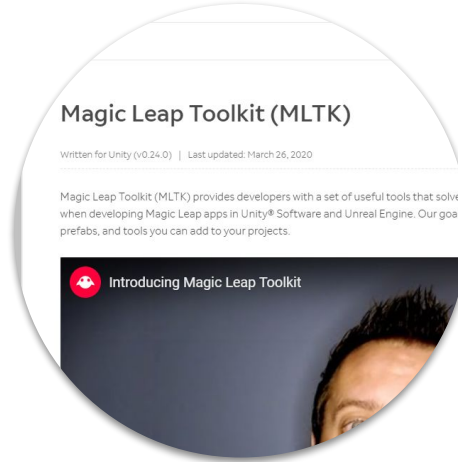 Magic Leap Toolkit (MLTK)
Written for Unity (v0.24.0) | Last updated: March 26, 2020
Magic Leap Toolkit (MLTK) provides developers with a set of useful tools that solve
when developing Magic Leap apps in Unity® Software and Unreal Engine. Our goa
prefabs, and tools you can add to your projects.
Introducing Magic Leap Toolkit